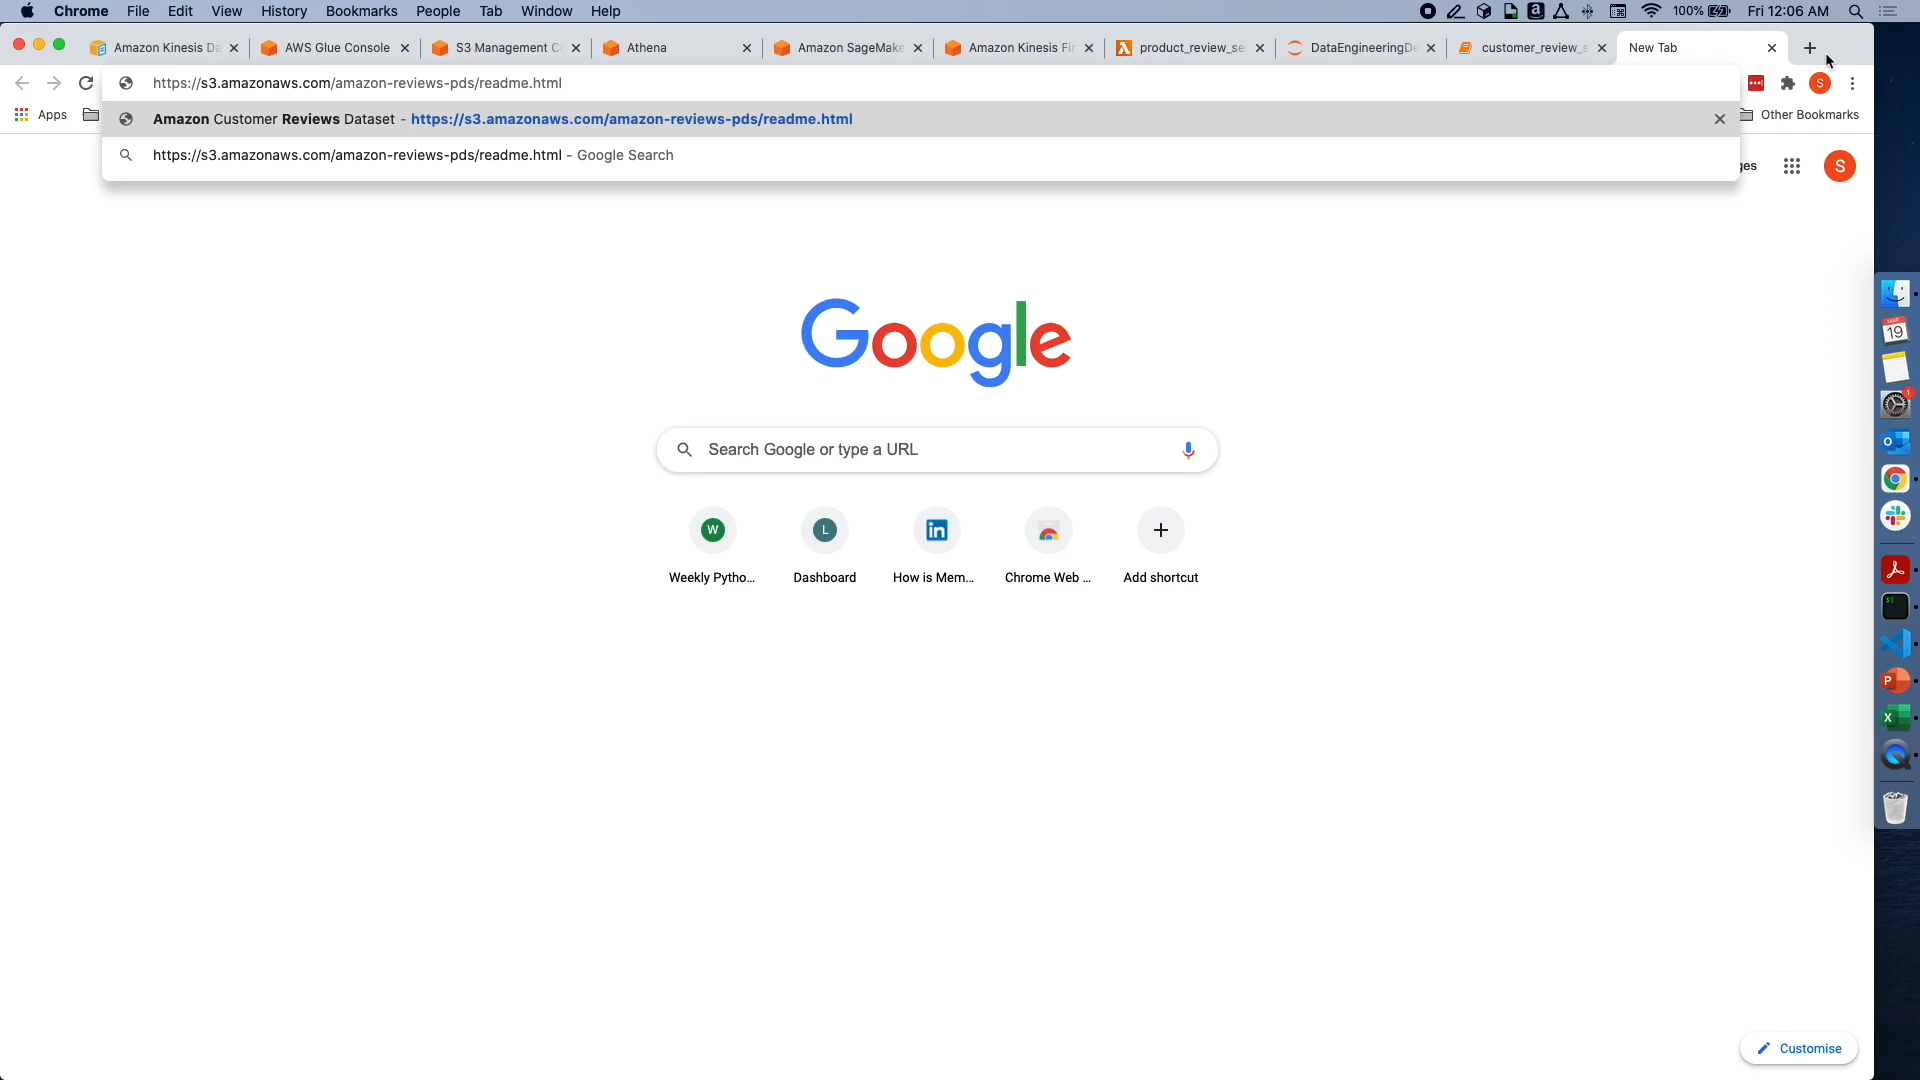 Chrome File Edit View History Bookmarks People Tab Window Help 100% Fri 12:06 AM
Amazon Kinesis Da AWS Glue Console S3 Management C Athena Amazon SageMake Amazon Kinesis Fir product_review_se DataEngineeringDe customer_review_s New Tab
https://s3.amazonaws.com/amazon-reviews-pds/readme.html
Apps Amazon Customer Reviews Dataset - https://s3.amazonaws.com/amazon-reviews-pds/readme.html Other Bookmarks
https://s3.amazonaws.com/amazon-reviews-pds/readme.html - Google Search
ges S
Google
Search Google or type a URL
W L in
Weekly Pytho... Dashboard How is Mem... Chrome Web ... Add shortcut
Customise